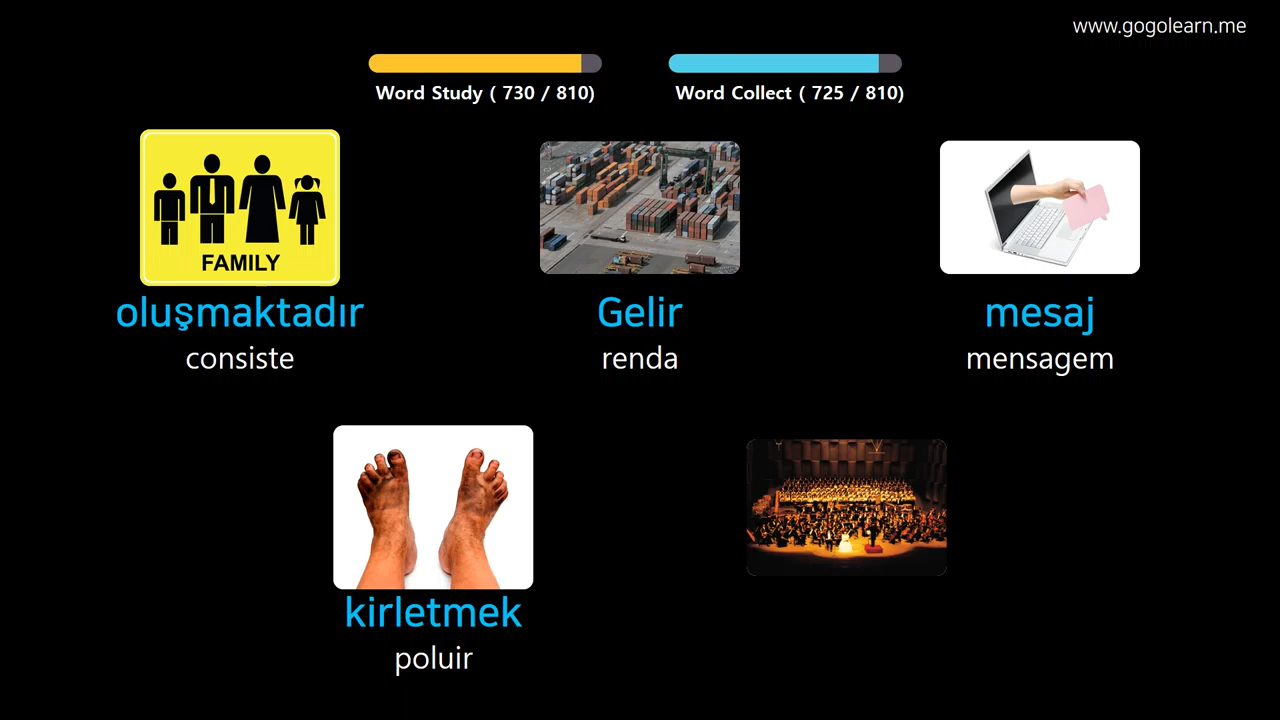 www.gogolearn.me
Word Study ( 730 / 810)
Word Collect ( 725 / 810)
FAMILY
oluşmaktadır
consiste
Gelir
renda
mesaj
mensagem
kirletmek
poluir